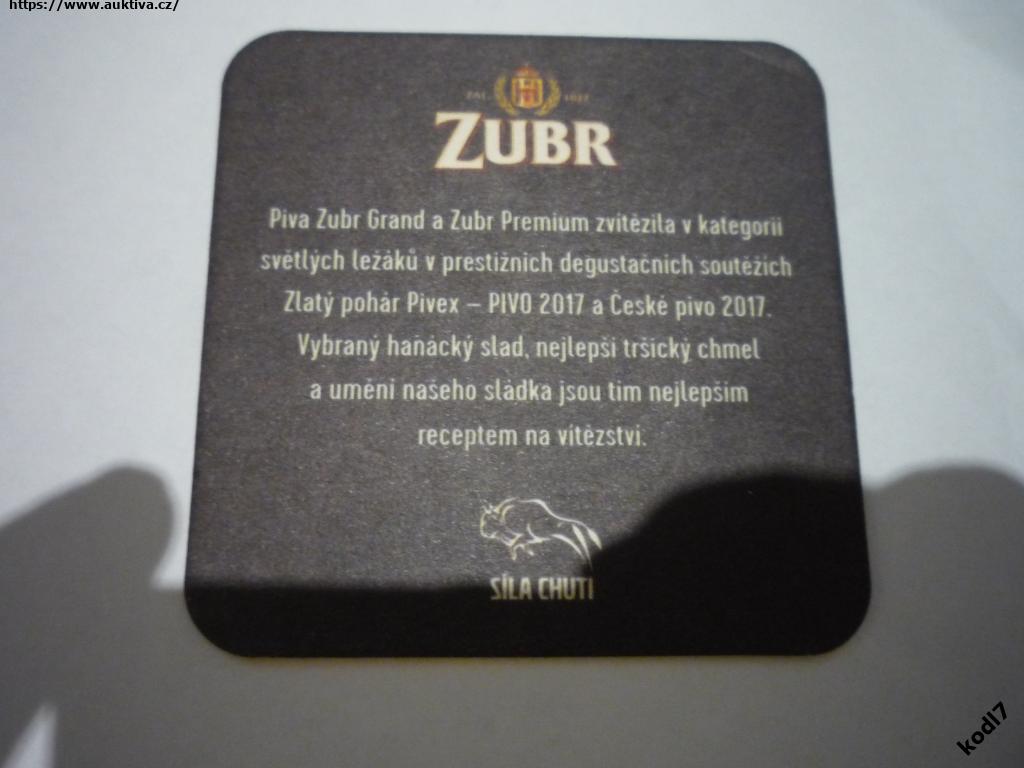 https://www.auktiva.cz/
ZUBR
Piva Zubr Grand a Zubr Premium zvítězila v kategorii
světlých ležáků v prestižních degustačních soutěžích
Zlatý pohár Pivex – PIVO 2017 a České pivo 2017.
Vybraný hanácký slad, nejlepší tršický chmel
a umění našeho sládka jsou tím nejlepším
receptem na vítězství.
SÍLA CHUTI
kodl7